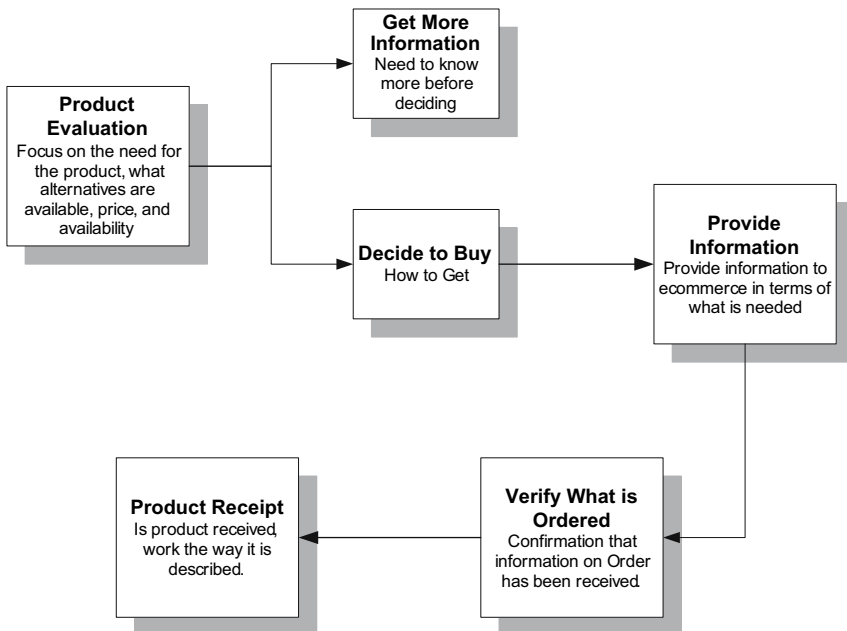 Get More
Information
Need to know
more before
deciding
Product
Evaluation
Focus on the need for
the product, what
alternatives are
available, price, and
availability
Decide to Buy
How to Get
Provide
Information
Provide information to
ecommerce in terms of
what is needed
Verify What is
Ordered
Confirmation that
information on Order
has been received.
Product Receipt
Is product received,
work the way it is
described.